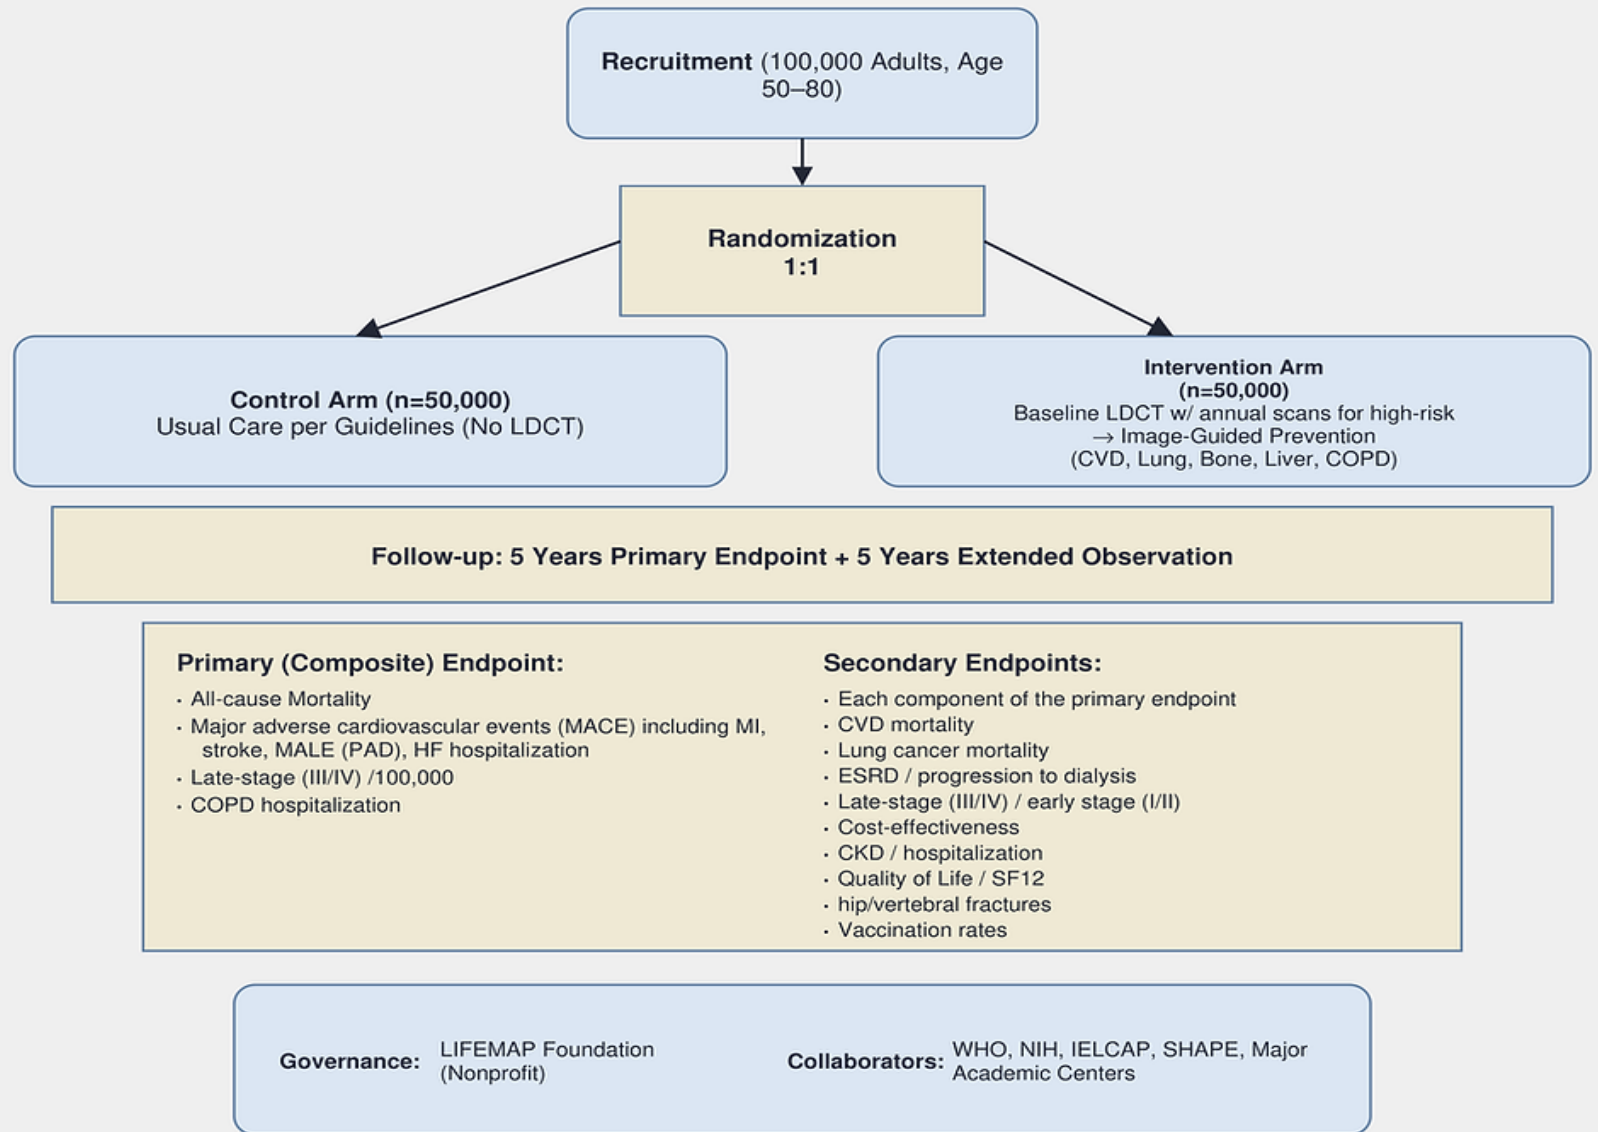 Recruitment (100,000 Adults, Age
50–80)
Randomization
1:1
Control Arm (n=50,000)
Usual Care per Guidelines (No LDCT)
Intervention Arm
(n=50,000)
Baseline LDCT w/ annual scans for high-risk
→ Image-Guided Prevention
(CVD, Lung, Bone, Liver, COPD)
Follow-up: 5 Years Primary Endpoint + 5 Years Extended Observation
Primary (Composite) Endpoint:
· All-cause Mortality
· Major adverse cardiovascular events (MACE) including MI,
stroke, MALE (PAD), HF hospitalization
· Late-stage (III/IV) /100,000
· COPD hospitalization
Secondary Endpoints:
· Each component of the primary endpoint
· CVD mortality
· Lung cancer mortality
· ESRD / progression to dialysis
· Late-stage (III/IV) / early stage (I/II)
· Cost-effectiveness
· CKD / hospitalization
· Quality of Life / SF12
· hip/vertebral fractures
· Vaccination rates
Governance: LIFEMAP Foundation
(Nonprofit)
Collaborators: WHO, NIH, IELCAP, SHAPE, Major
Academic Centers